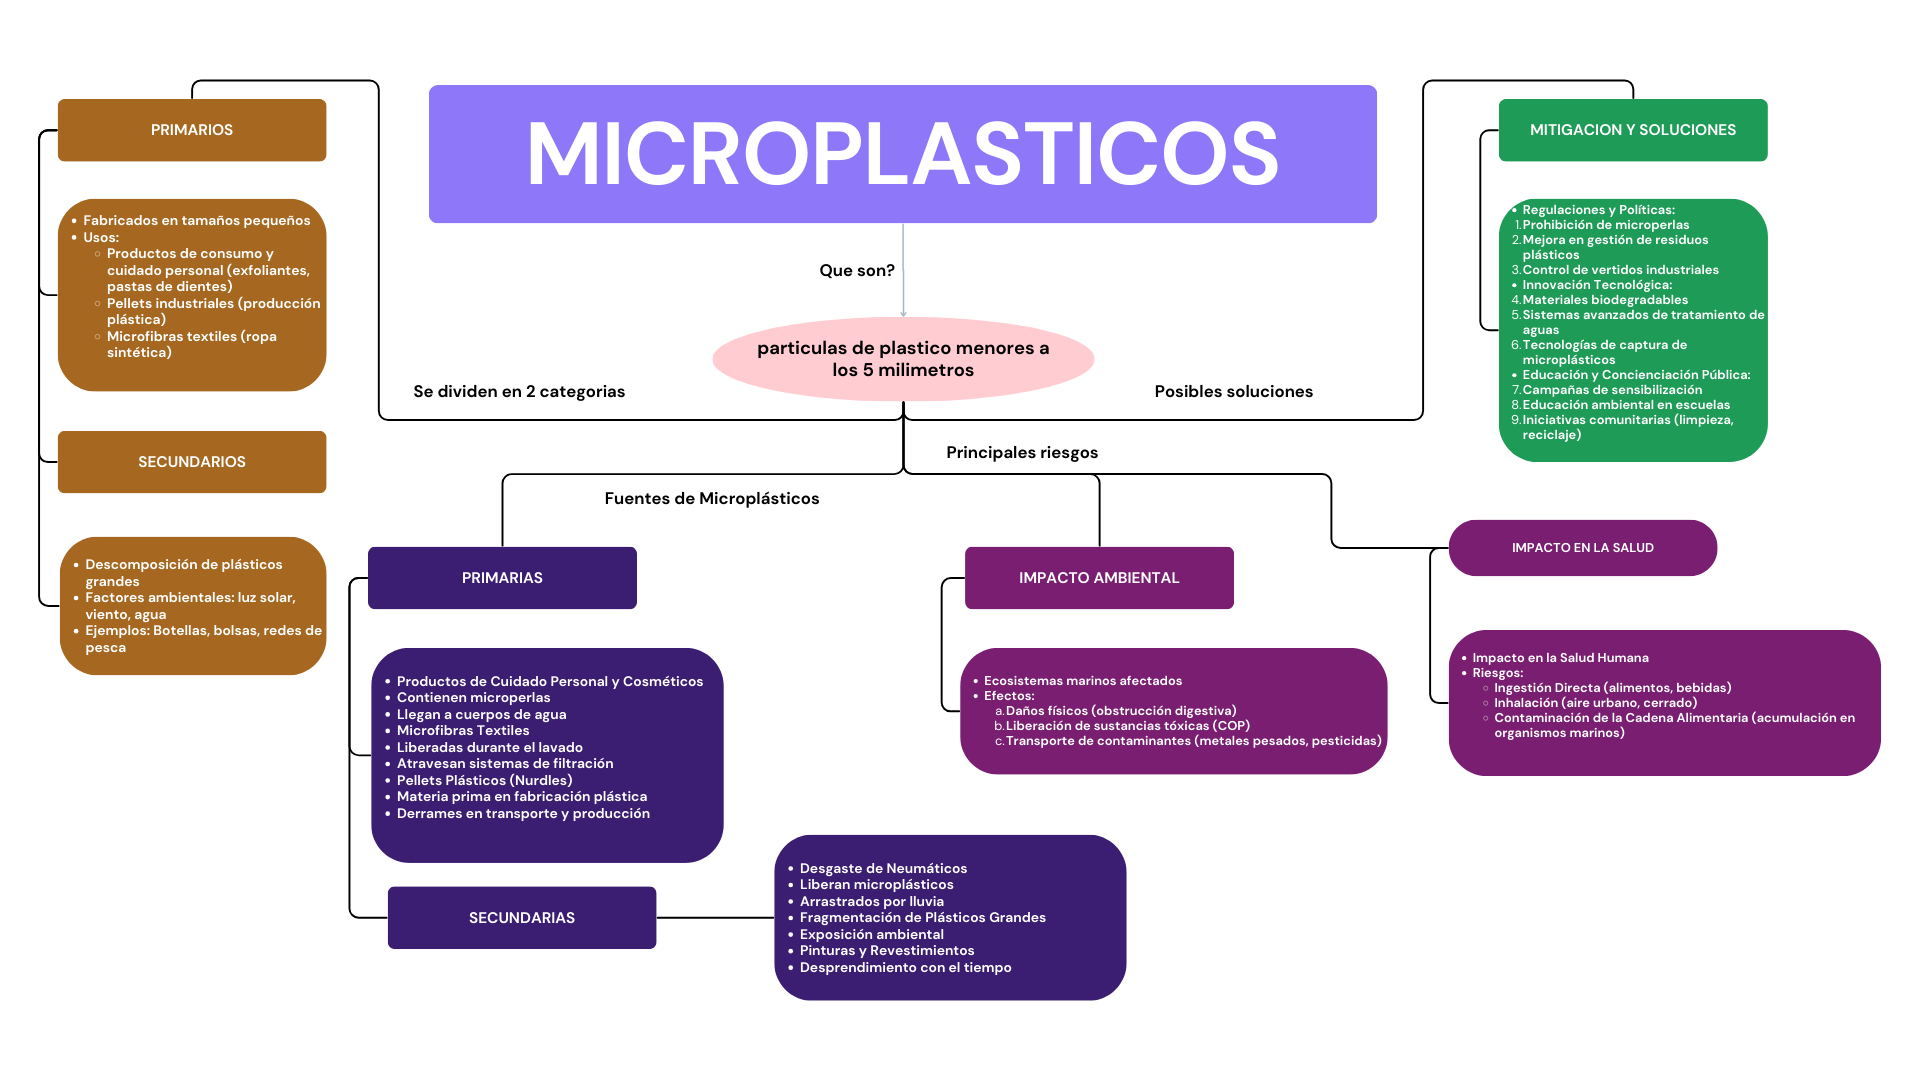 MICROPLASTICOS
Que son?
particulas de plastico menores a
los 5 milimetros
Se dividen en 2 categorias
PRIMARIOS
• Fabricados en tamaños pequeños
• Usos:
○ Productos de consumo y
cuidado personal (exfoliantes,
pastas de dientes)
○ Pellets industriales (producción
plástica)
○ Microfibras textiles (ropa
sintética)
SECUNDARIOS
• Descomposición de plásticos
grandes
• Factores ambientales: luz solar,
viento, agua
• Ejemplos: Botellas, bolsas, redes de
pesca
Fuentes de Microplásticos
PRIMARIAS
• Productos de Cuidado Personal y Cosméticos
• Contienen microperlas
• Llegan a cuerpos de agua
• Microfibras Textiles
• Liberadas durante el lavado
• Atravesan sistemas de filtración
• Pellets Plásticos (Nurdles)
• Materia prima en fabricación plástica
• Derrames en transporte y producción
SECUNDARIAS
• Desgaste de Neumáticos
• Liberan microplásticos
• Arrastrados por lluvia
• Fragmentación de Plásticos Grandes
• Exposición ambiental
• Pinturas y Revestimientos
• Desprendimiento con el tiempo
Principales riesgos
IMPACTO AMBIENTAL
• Ecosistemas marinos afectados
• Efectos:
a. Daños físicos (obstrucción digestiva)
b. Liberación de sustancias tóxicas (COP)
c. Transporte de contaminantes (metales pesados, pesticidas)
IMPACTO EN LA SALUD
• Impacto en la Salud Humana
• Riesgos:
○ Ingestión Directa (alimentos, bebidas)
○ Inhalación (aire urbano, cerrado)
○ Contaminación de la Cadena Alimentaria (acumulación en
organismos marinos)
Posibles soluciones
MITIGACION Y SOLUCIONES
• Regulaciones y Políticas:
1. Prohibición de microperlas
2. Mejora en gestión de residuos
plásticos
3. Control de vertidos industriales
• Innovación Tecnológica:
4. Materiales biodegradables
5. Sistemas avanzados de tratamiento de
aguas
6. Tecnologías de captura de
microplásticos
• Educación y Concienciación Pública:
7. Campañas de sensibilización
8. Educación ambiental en escuelas
9. Iniciativas comunitarias (limpieza,
reciclaje)